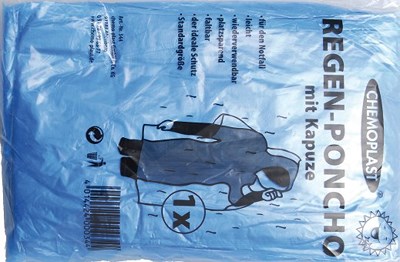 CHEMOPLAST®
REGEN-PONCHO
mit Kapuze
• für den Notfall
• leicht
• wiederverwendbar
• platzsparend
• faltbar
• der ideale Schutz
• Standardgröße
1x